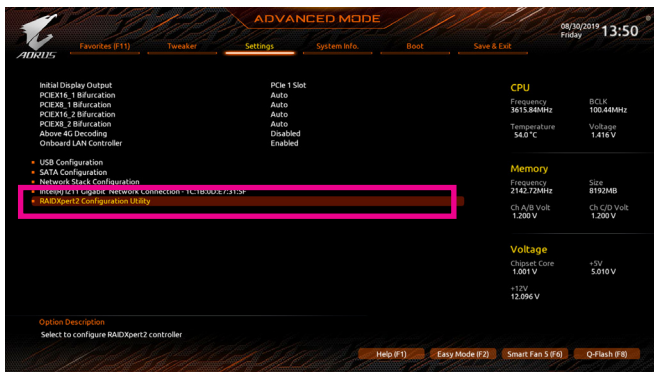 ADVANCED MODE
08/30/2019 13:50
Friday
AORUS
Favorites (F11) Tweaker Settings System Info. Boot Save & Exit
Initial Display Output PCIe 1 Slot
PCIEX16_1 Bifurcation Auto
PCIEX8_1 Bifurcation Auto
PCIEX16_2 Bifurcation Auto
PCIEX8_2 Bifurcation Auto
Above 4G Decoding Disabled
Onboard LAN Controller Enabled
USB Configuration
SATA Configuration
Network Stack Configuration
Intel(R) I211 Gigabit Network Connection - 1C:1B:0D:E7:31:5F
RAIDXpert2 Configuration Utility
CPU
Frequency BCLK
3615.84MHz 100.44MHz
Temperature Voltage
54.0 °C 1.416 V
Memory
Frequency Size
2142.72MHz 8192MB
Ch A/B Volt Ch C/D Volt
1.200 V 1.200 V
Voltage
Chipset Core +5V
1.001 V 5.010 V
+12V
12.096 V
Option Description
Select to configure RAIDXpert2 controller
Help (F1) Easy Mode (F2) Smart Fan 5 (F6) Q-Flash (F8)